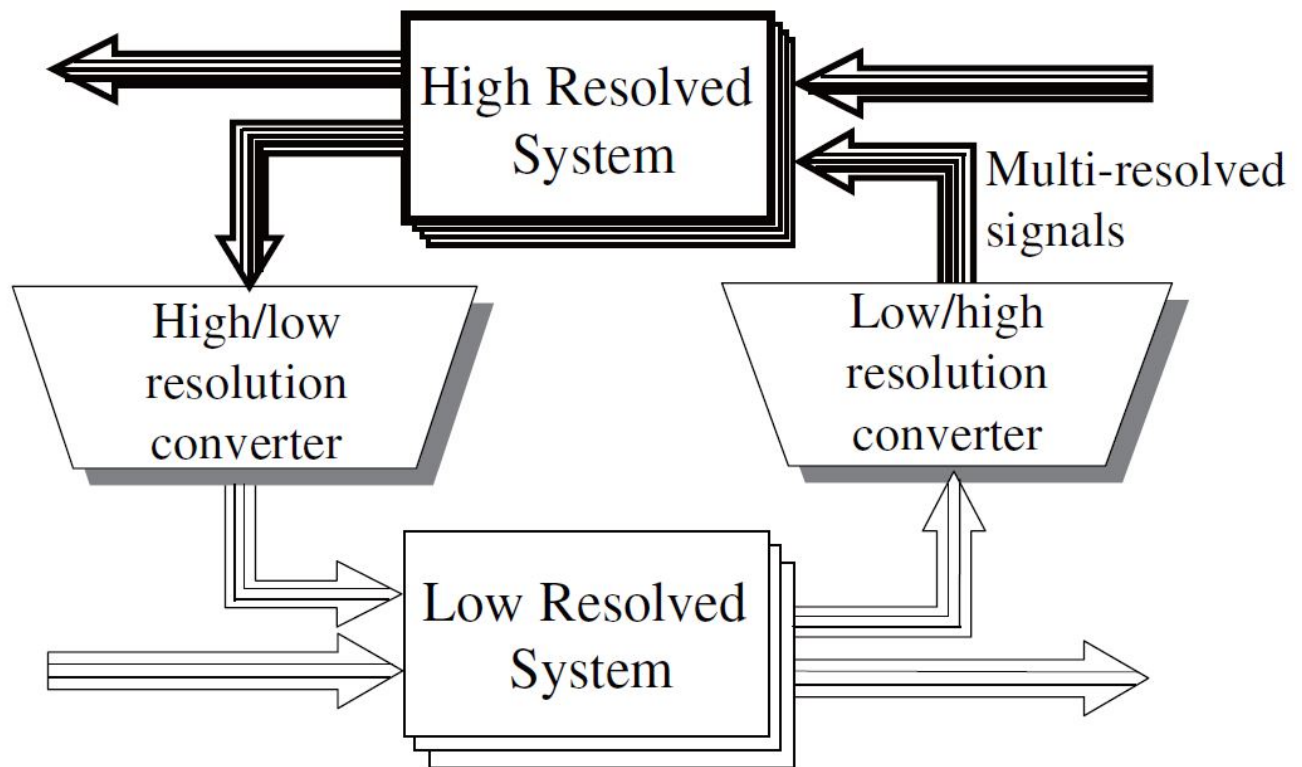 High Resolved
System
Multi-resolved
signals
High/low
resolution
converter
Low/high
resolution
converter
Low Resolved
System